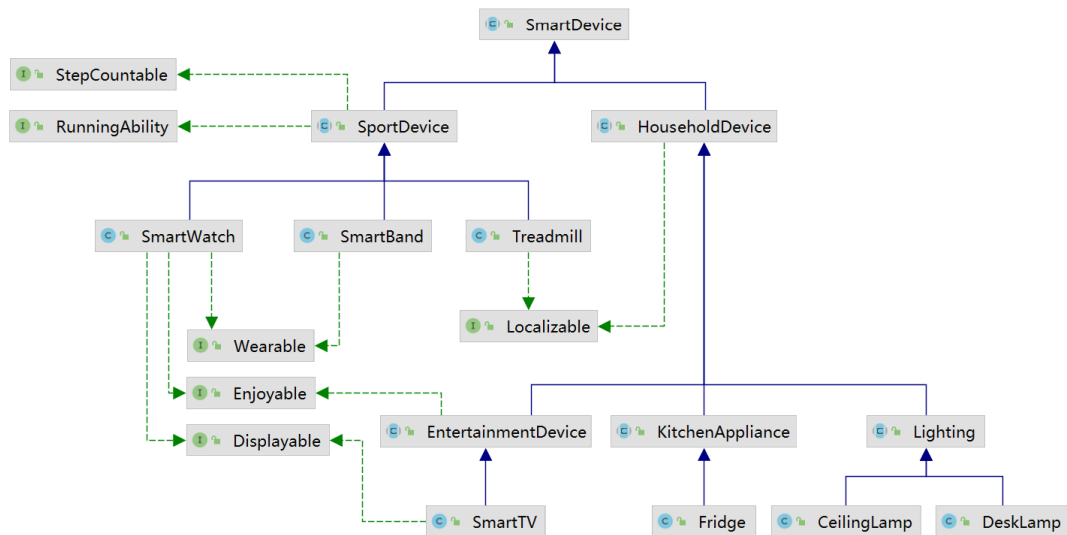 SmartDevice
StepCountable
RunningAbility
SportDevice
HouseholdDevice
SmartWatch
SmartBand
Treadmill
Localizable
Wearable
Enjoyable
Displayable
EntertainmentDevice
KitchenAppliance
Lighting
SmartTV
Fridge
CeilingLamp
DeskLamp